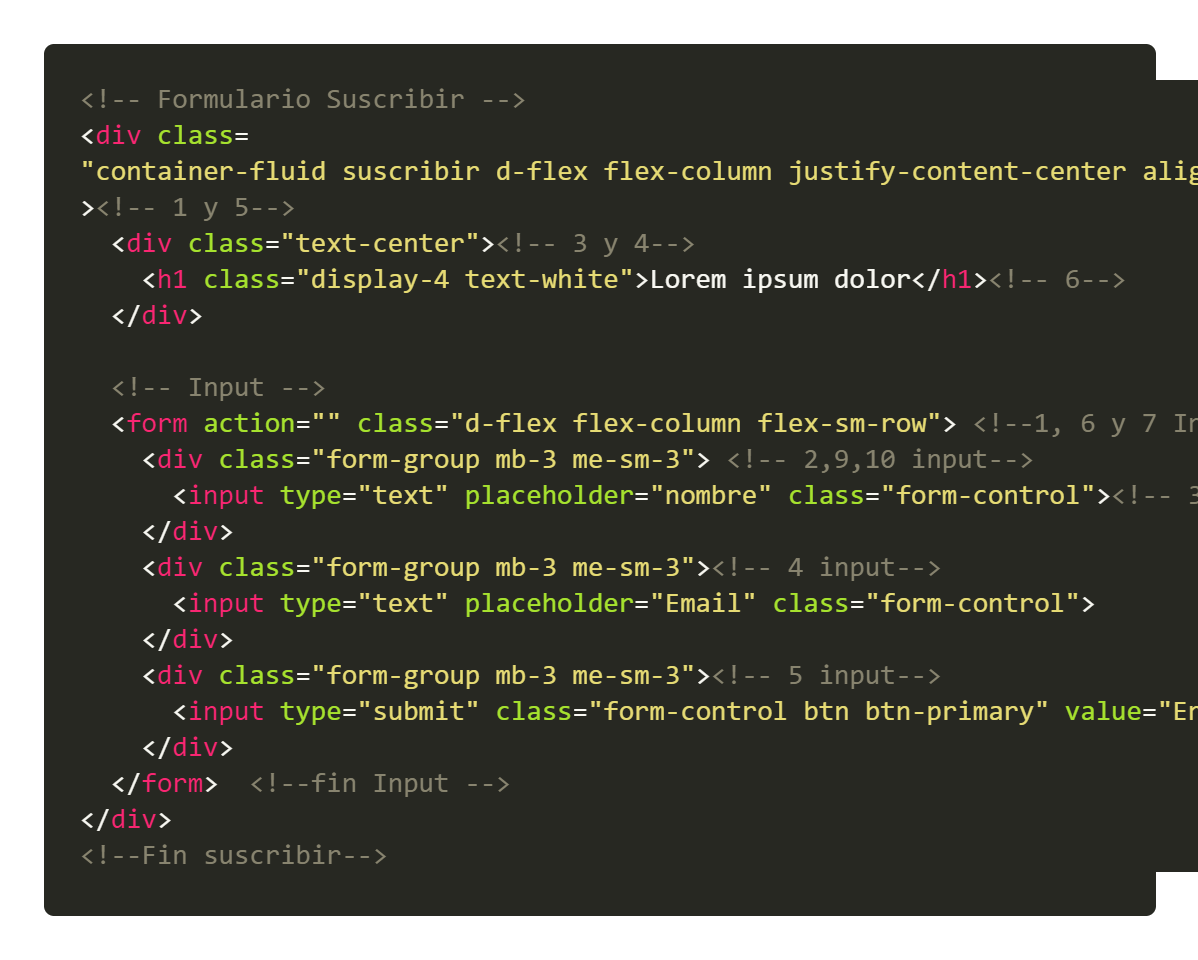 <!-- Formulario Suscribir -->
<div class=
"container-fluid suscribir d-flex flex-column justify-content-center
><!-- 1 y 5-->
<div class="text-center"><!-- 3 y 4-->
<h1 class="display-4 text-white">Lorem ipsum dolor</h1><!-- 6-->
</div>
<!-- Input -->
<form action="" class="d-flex flex-column flex-sm-row"> <!--1, 6 y 7
<div class="form-group mb-3 me-sm-3"> <!-- 2,9,10 input-->
<input type="text" placeholder="nombre" class="form-control"><!-- 3
</div>
<div class="form-group mb-3 me-sm-3"><!-- 4 input-->
<input type="text" placeholder="Email" class="form-control">
</div>
<div class="form-group mb-3 me-sm-3"><!-- 5 input-->
<input type="submit" class="form-control btn btn-primary" value="
</div>
</form>  <!--fin Input -->
</div>
<!--Fin suscribir-->